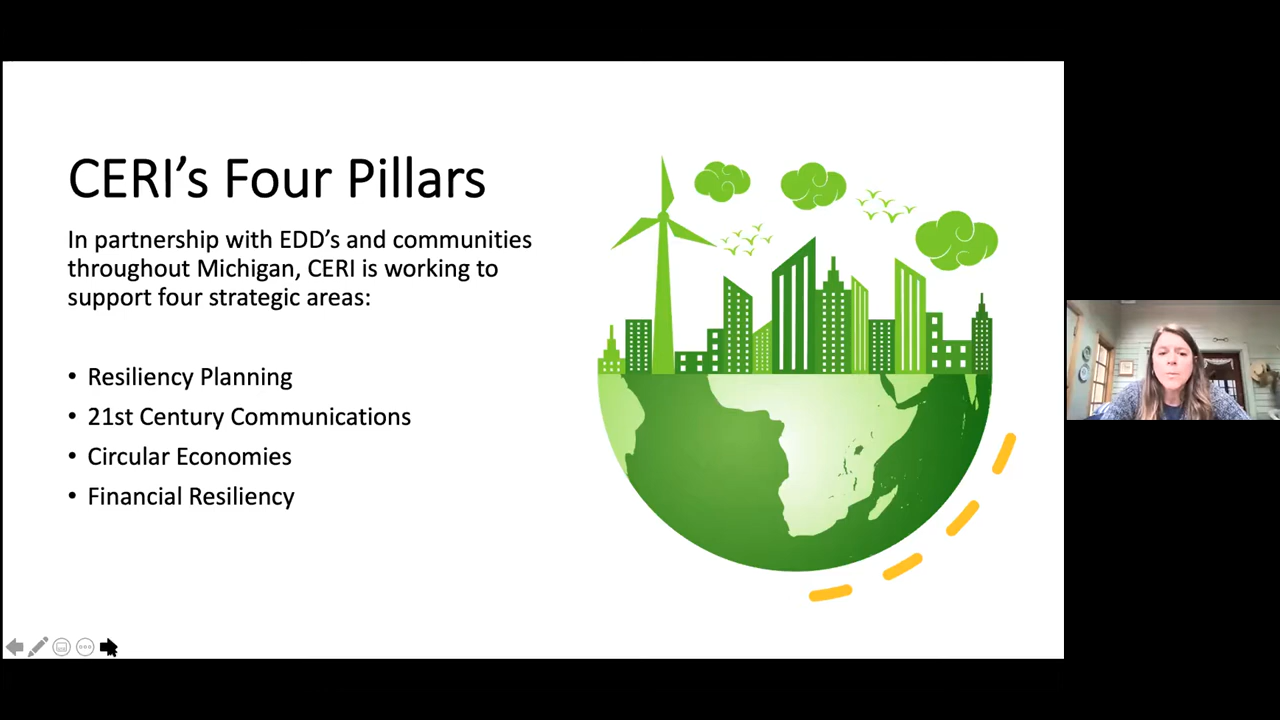 CERI's Four Pillars
In partnership with EDD's and communities
throughout Michigan, CERI is working to
support four strategic areas:
• Resiliency Planning
• 21st Century Communications
• Circular Economies
• Financial Resiliency